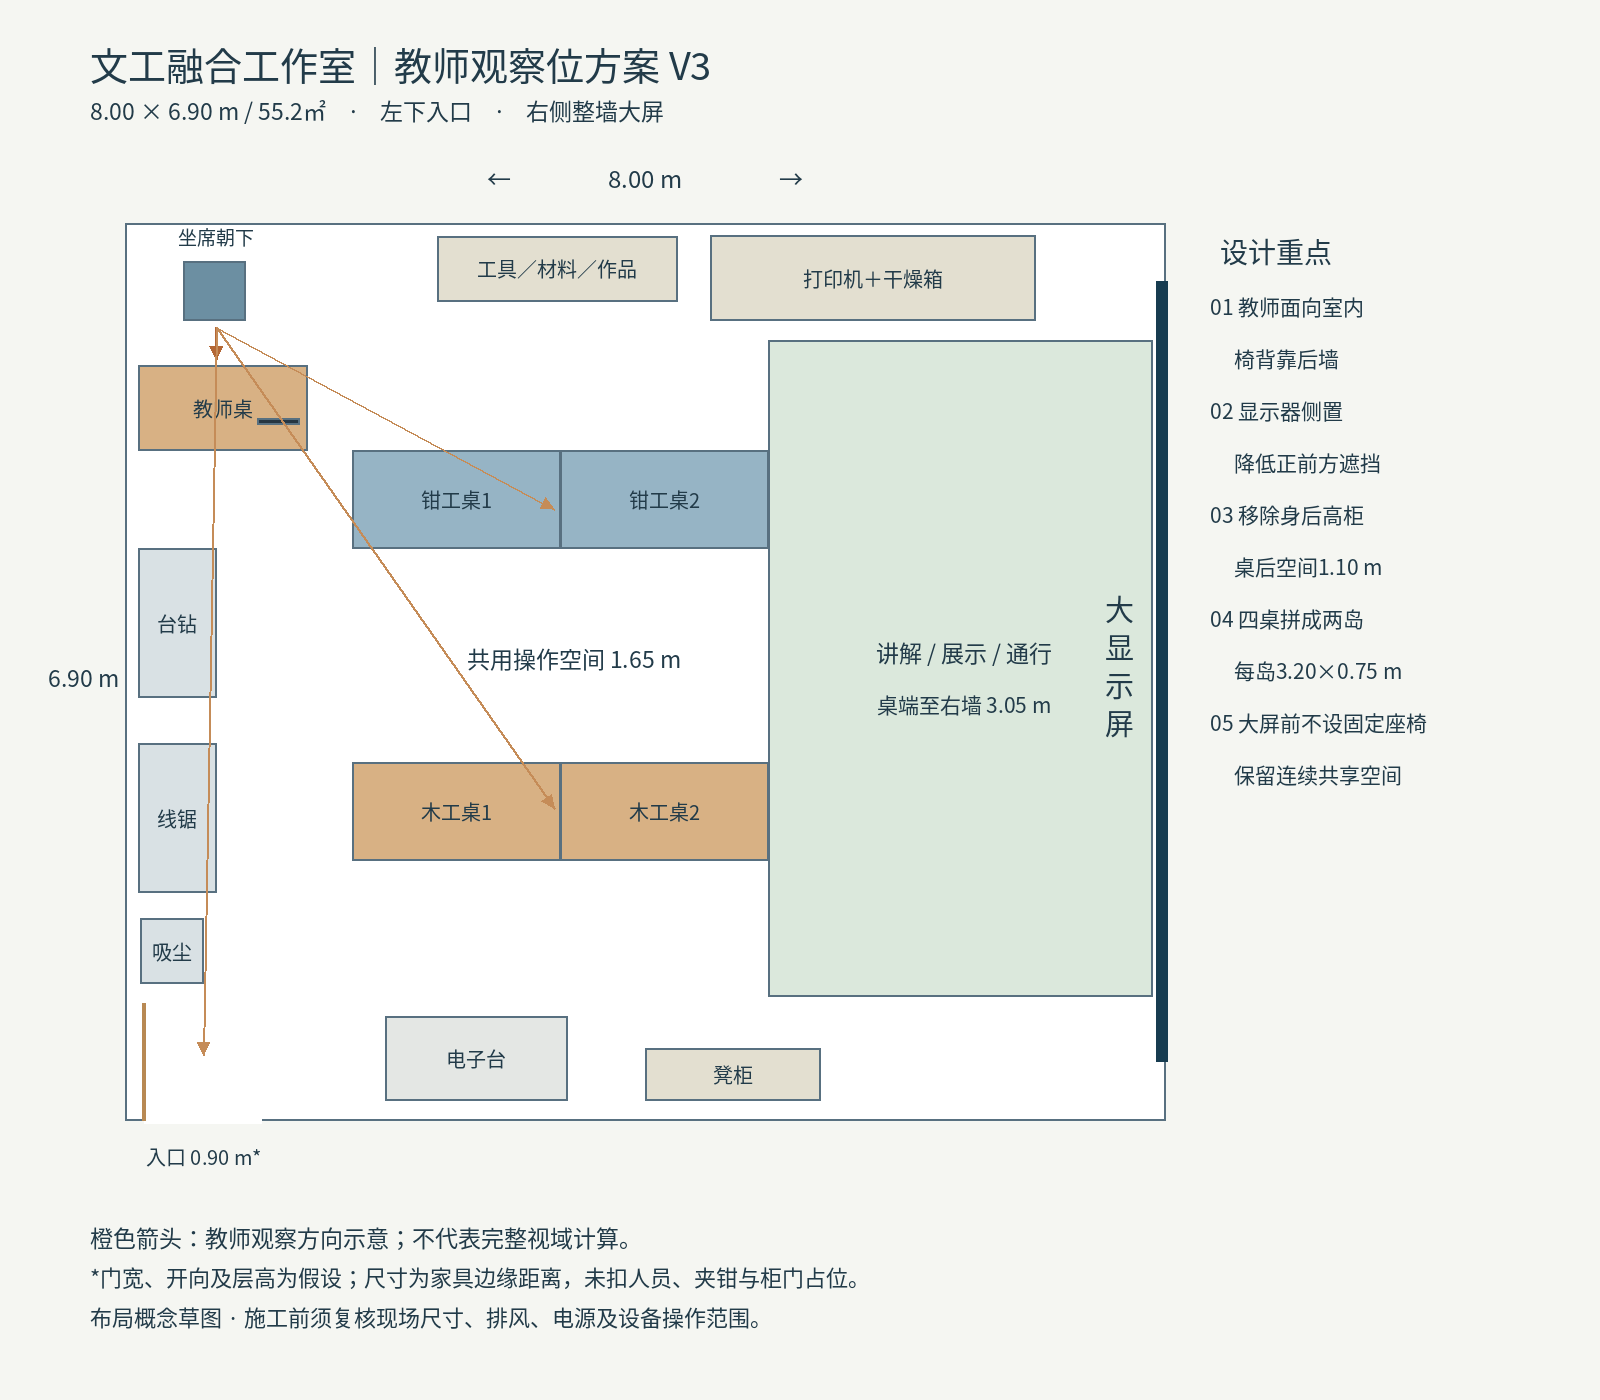 文工融合工作室｜教师观察位方案 V3
8.00 × 6.90 m / 55.2㎡ · 左下入口 · 右侧整墙大屏
← 8.00 m →
坐席朝下
工具／材料／作品
打印机＋干燥箱
教师桌
钳工桌1
钳工桌2
台钻
共用操作空间 1.65 m
讲解 / 展示 / 通行
桌端至右墙 3.05 m
大
显
示
屏
6.90 m
线锯
木工桌1
木工桌2
吸尘
电子台
凳柜
入口 0.90 m*
设计重点
01 教师面向室内
椅背靠后墙
02 显示器侧置
降低正前方遮挡
03 移除身后高柜
桌后空间1.10 m
04 四桌拼成两岛
每岛3.20×0.75 m
05 大屏前不设固定座椅
保留连续共享空间
橙色箭头：教师观察方向示意；不代表完整视域计算。
*门宽、开向及层高为假设；尺寸为家具边缘距离，未扣人员、夹钳与柜门占位。
布局概念草图 · 施工前须复核现场尺寸、排风、电源及设备操作范围。